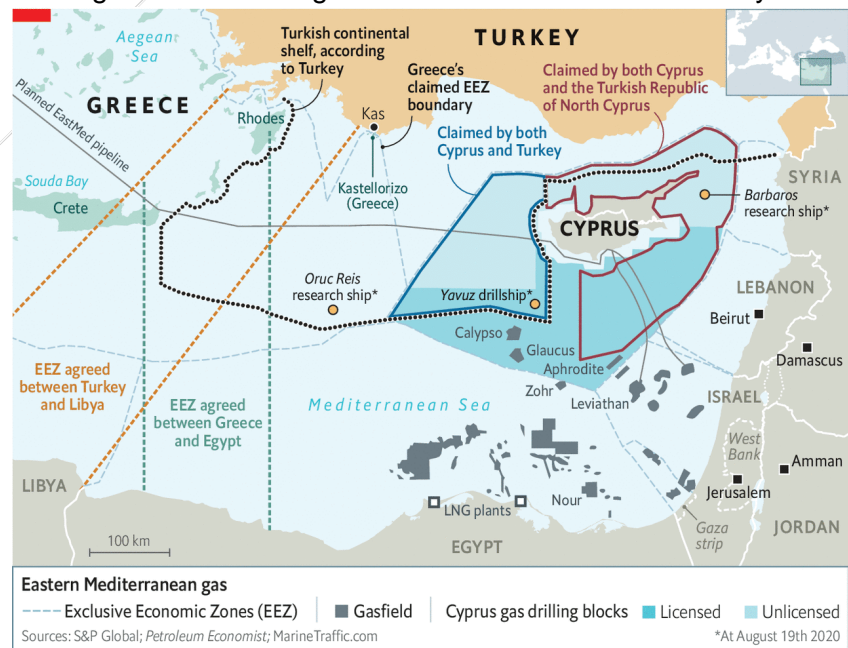 Aegean
Sea
Turkish continental
shelf, according
to Turkey
TURKEY
Greece's
claimed EEZ
boundary
Claimed by both Cyprus
and the Turkish Republic
of North Cyprus
GREECE
Planned EastMed pipeline
Rhodes
Kas
Claimed by both
Cyprus and Turkey
Souda Bay
Crete
Kastellorizo
(Greece)
SYRIA
Barbaros
research ship*
CYPRUS
Oruc Reis
research ship*
Yavuz drillship*
LEBANON
Beirut
Calypso
Glaucus
Aphrodite
Damascus
EEZ agreed
between Turkey
and Libya
EEZ agreed
between Greece
and Egypt
Mediterranean Sea
Zohr
Leviathan
ISRAEL
West
Bank
Amman
LIBYA
LNG plants
Nour
Jerusalem
Gaza
strip
JORDAN
100 km
EGYPT
Eastern Mediterranean gas
Exclusive Economic Zones (EEZ)
Gasfield
Cyprus gas drilling blocks
Licensed
Unlicensed
Sources: S&P Global; Petroleum Economist; MarineTraffic.com
*At August 19th 2020